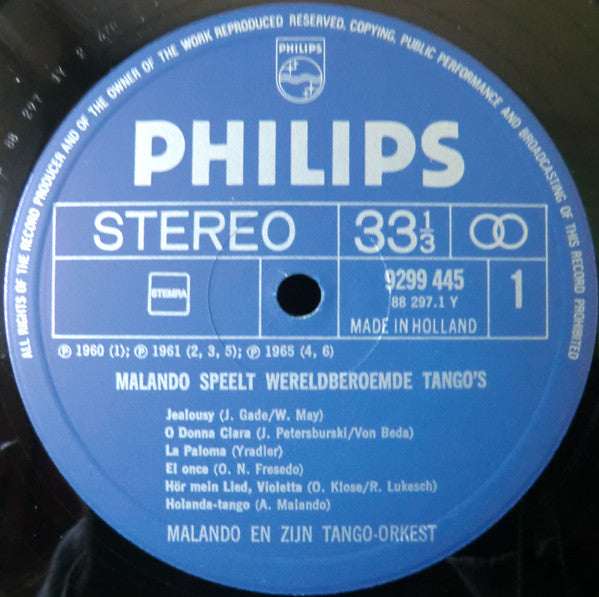 ALL RIGHTS OF THE RECORD PRODUCER AND OF THE OWNER OF THE WORK REPRODUCED RESERVED. COPYING, PUBLIC PERFORMANCE AND BROADCASTING OF THIS RECORD PROHIBITED
PHILIPS
PHILIPS
STEREO 33 1/3
STEMRA 9299 445 1
88 297.1 Y
MADE IN HOLLAND
℗ 1960 (1); ℗ 1961 (2, 3, 5); ℗ 1965 (4, 6)
MALANDO SPEELT WERELDBEROEMDE TANGO'S
Jealousy (J. Gade/W. May)
O Donna Clara (J. Petersburski/Von Beda)
La Paloma (Yradier)
El once (O. N. Fresedo)
Hör mein Lied, Violetta (O. Klose/R. Lukesch)
Holanda-tango (A. Malando)
MALANDO EN ZIJN TANGO-ORKEST